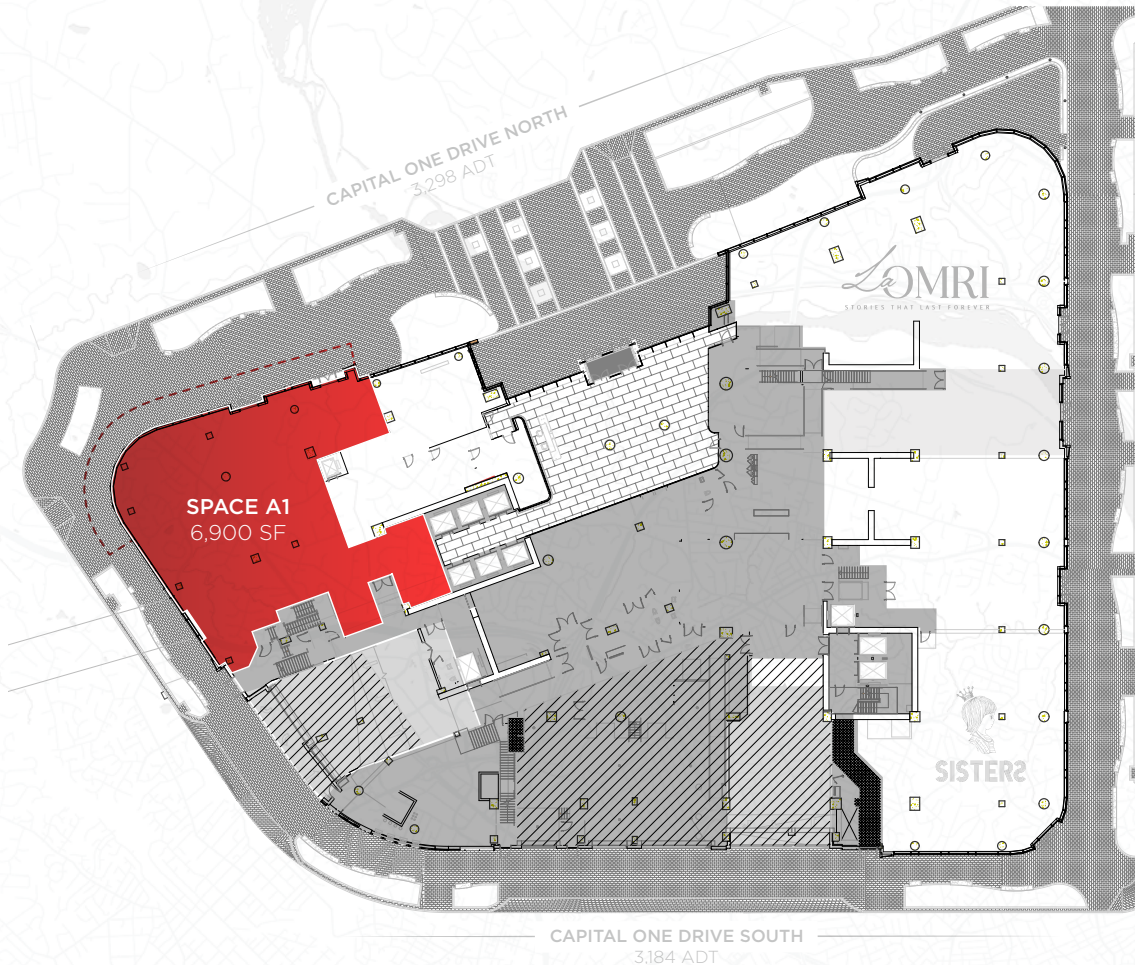 CAPITAL ONE DRIVE NORTH
3,298 ADT
La OMRI
STORIES THAT LAST FOREVER
SPACE A1
6,900 SF
SISTERS
CAPITAL ONE DRIVE SOUTH
3,184 ADT